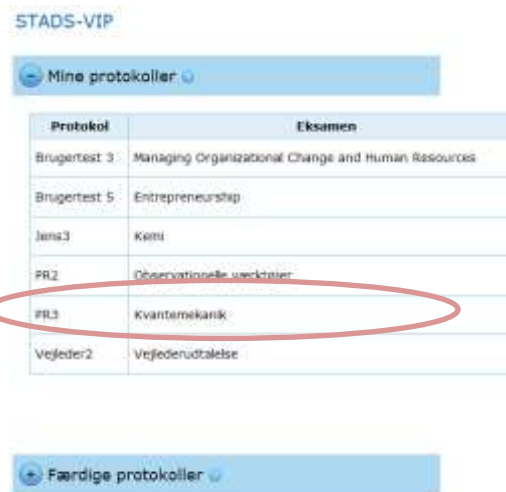 STADS-VIP
Mine protokoller
Protokol Eksamen
Brugertest 3 Managing Organizational Change and Human Resources
Brugertest 5 Entrepreneurship
Jens3 Kemi
PR2 Observationelle værktøjer
PR3 Kvantemekanik
Vejleder2 Vejlederudtalelse
Færdige protokoller